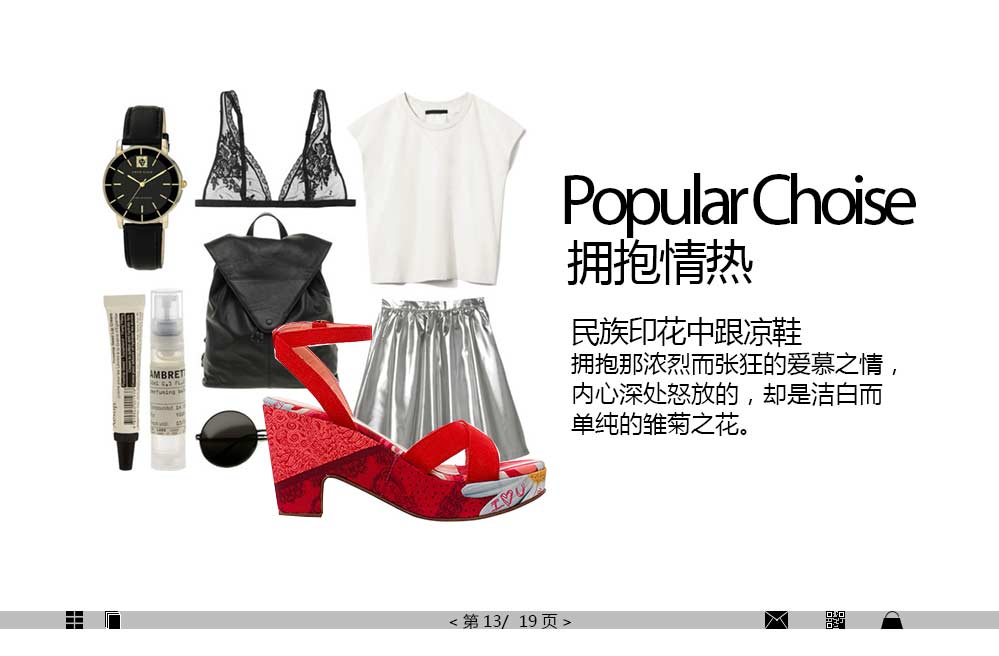 Popular Choise
拥抱情热
民族印花中跟凉鞋
拥抱那浓烈而张狂的爱慕之情，
内心深处怒放的，却是洁白而
单纯的雏菊之花。
AMBRETT
I ♡ U
< 第 13/ 19 页 >